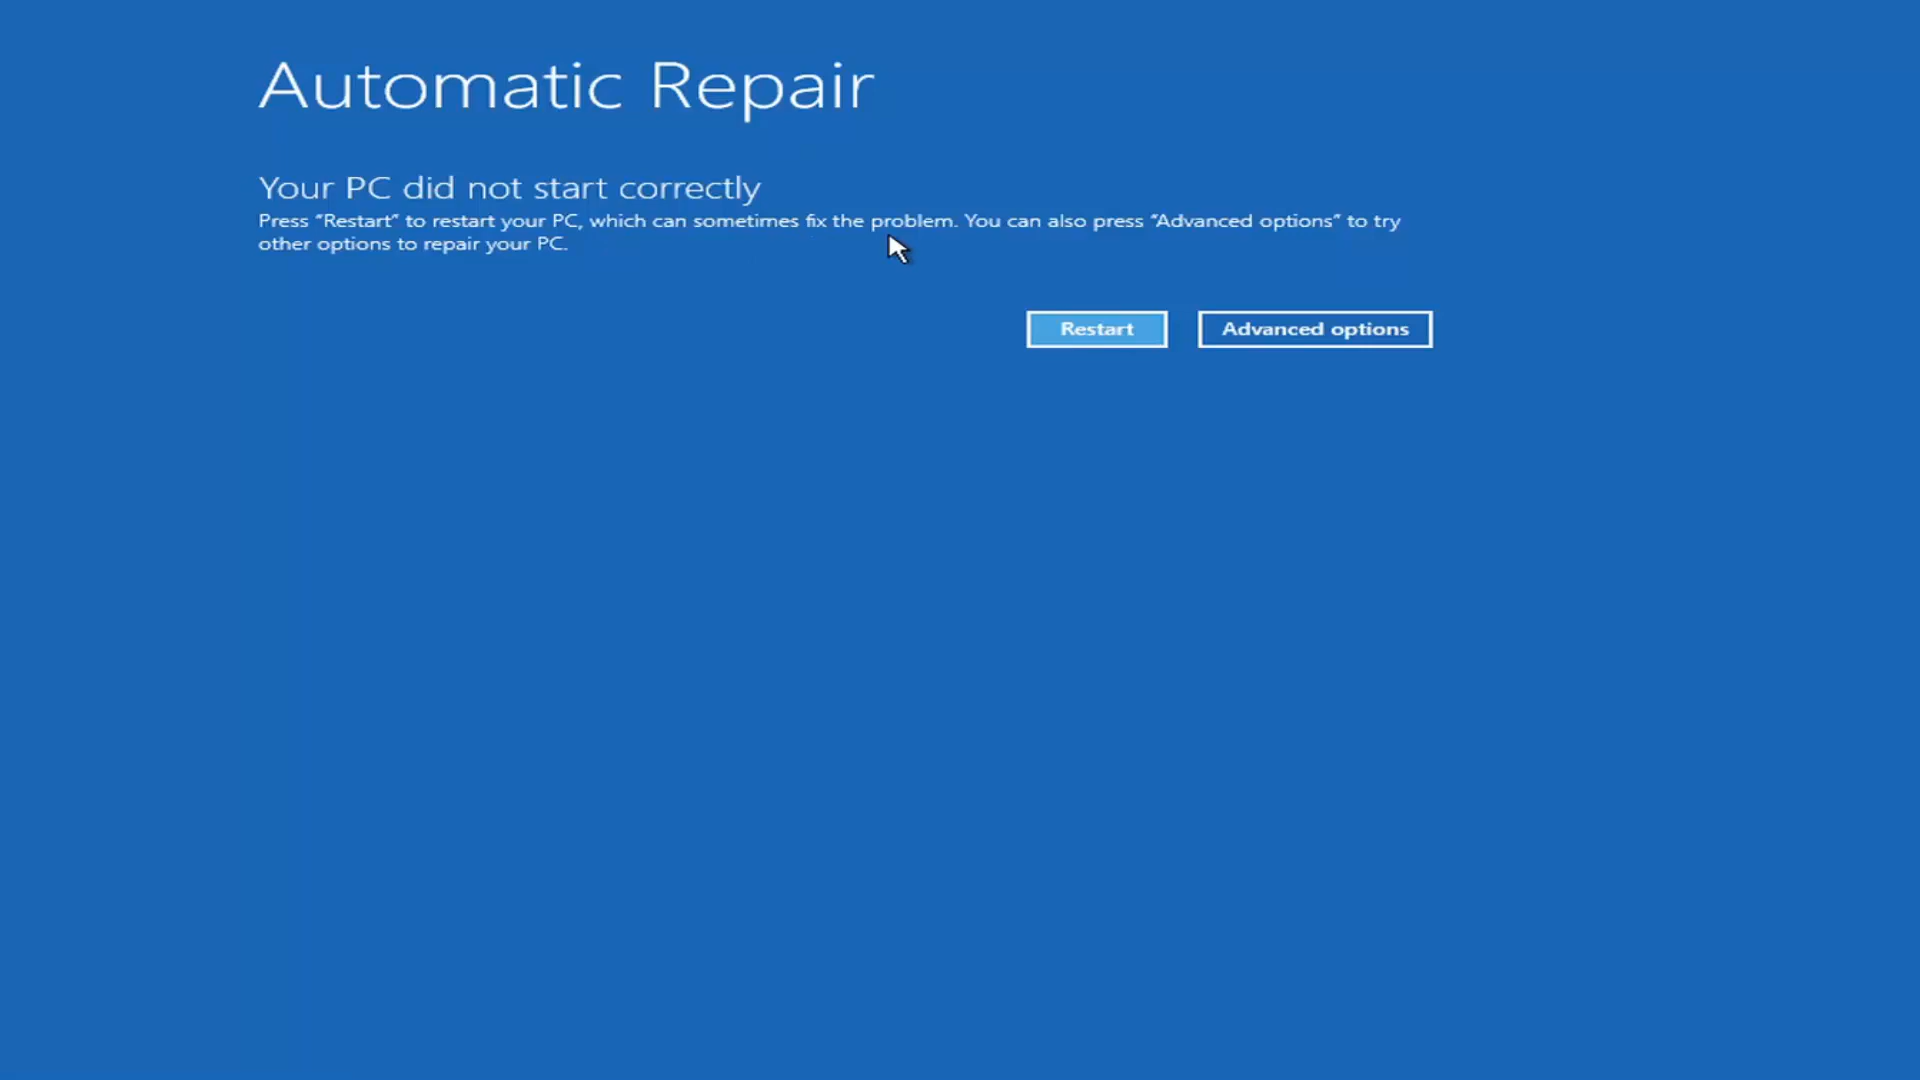 Automatic Repair
Your PC did not start correctly
Press “Restart” to restart your PC, which can sometimes fix the problem. You can also press “Advanced options” to try
other options to repair your PC.
Restart
Advanced options